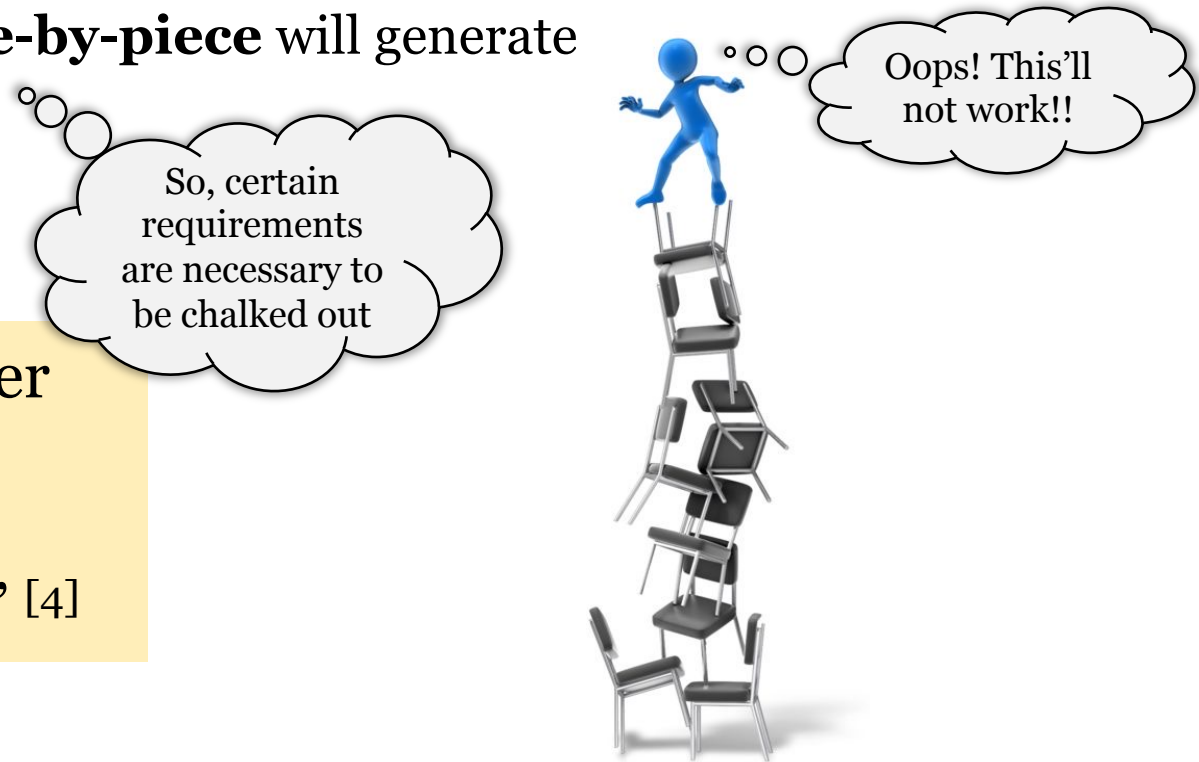 e-by-piece will generate
Oops! This'll
not work!!
So, certain
requirements
are necessary to
be chalked out
er
” [4]